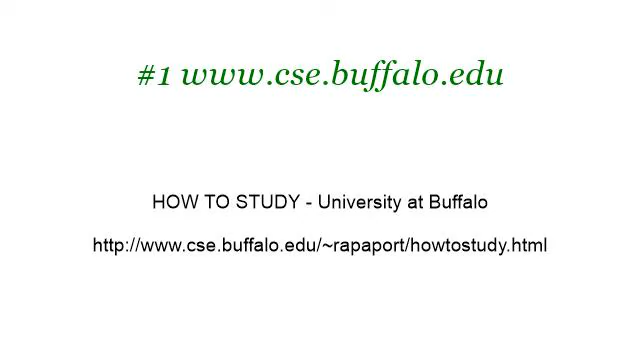 #1 www.cse.buffalo.edu
HOW TO STUDY - University at Buffalo
http://www.cse.buffalo.edu/~rapaport/howtostudy.html